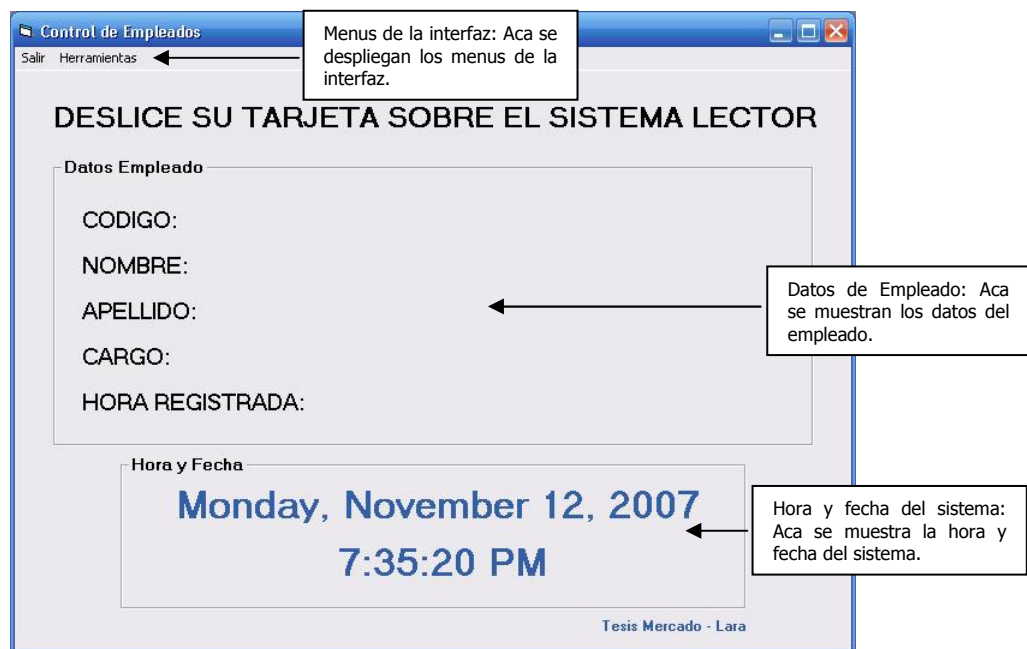 Control de Empleados
Menus de la interfaz: Aca se
despliegan los menus de la
interfaz.
Salir Herramientas
DESLICE SU TARJETA SOBRE EL SISTEMA LECTOR
Datos Empleado
CODIGO:
NOMBRE:
APELLIDO:
CARGO:
HORA REGISTRADA:
Datos de Empleado: Aca
se muestran los datos del
empleado.
Hora y Fecha
Monday, November 12, 2007
7:35:20 PM
Hora y fecha del sistema:
Aca se muestra la hora y
fecha del sistema.
Tesis Mercado - Lara